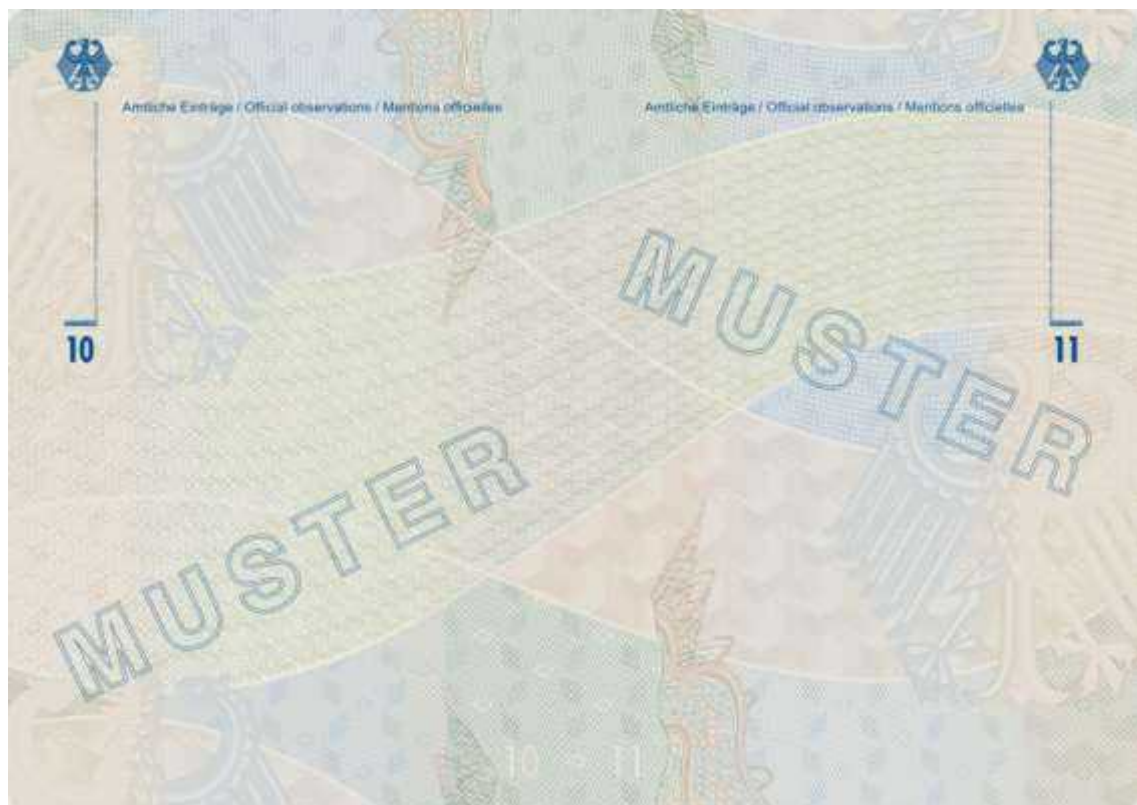 Amtliche Einträge / Official observations / Mentions officielles
10
MUSTER
Amtliche Einträge / Official observations / Mentions officielles
11
MUSTER
10 11